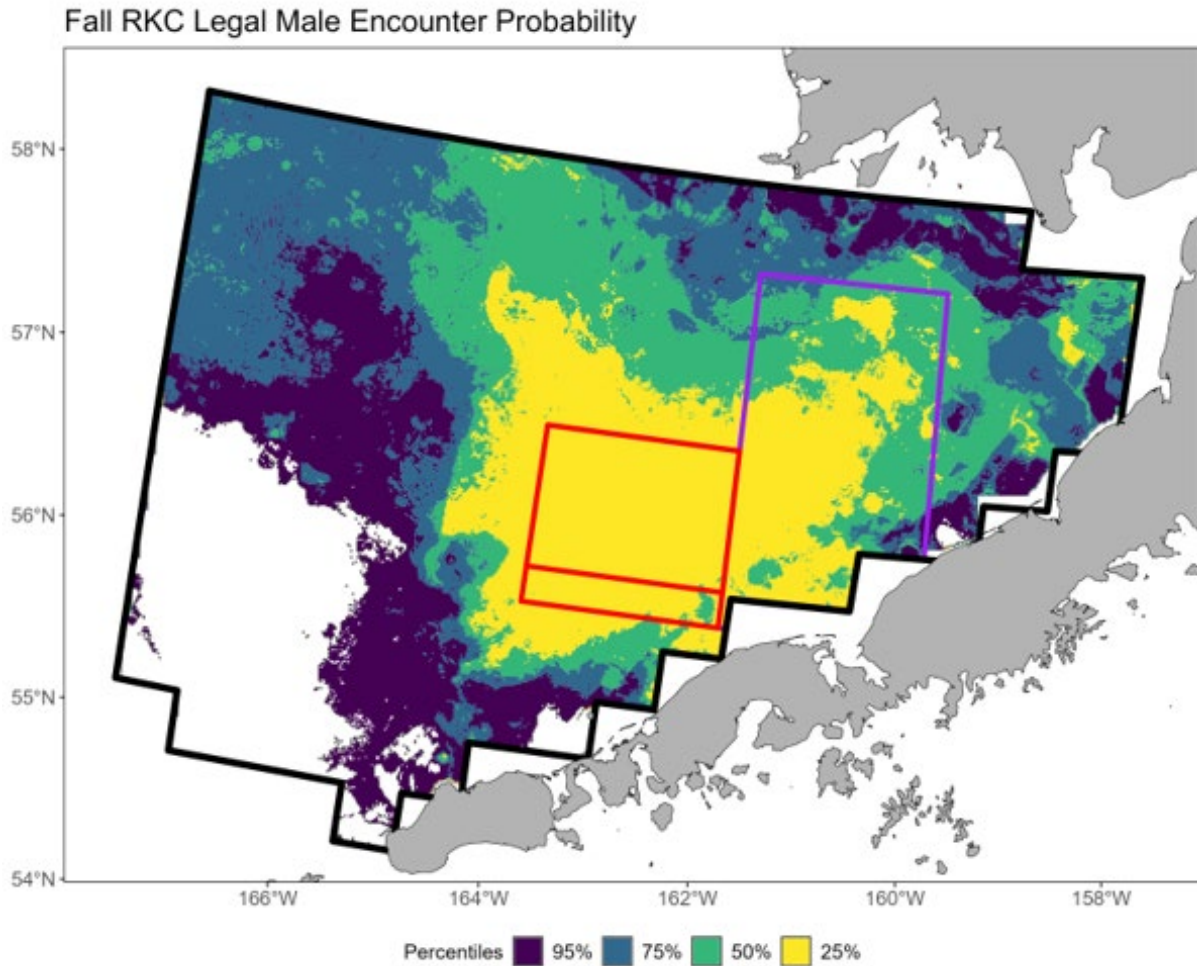 Fall RKC Legal Male Encounter Probability
58°N
57°N
56°N
55°N
54°N
166°W 164°W 162°W 160°W 158°W
Percentiles 95% 75% 50% 25%